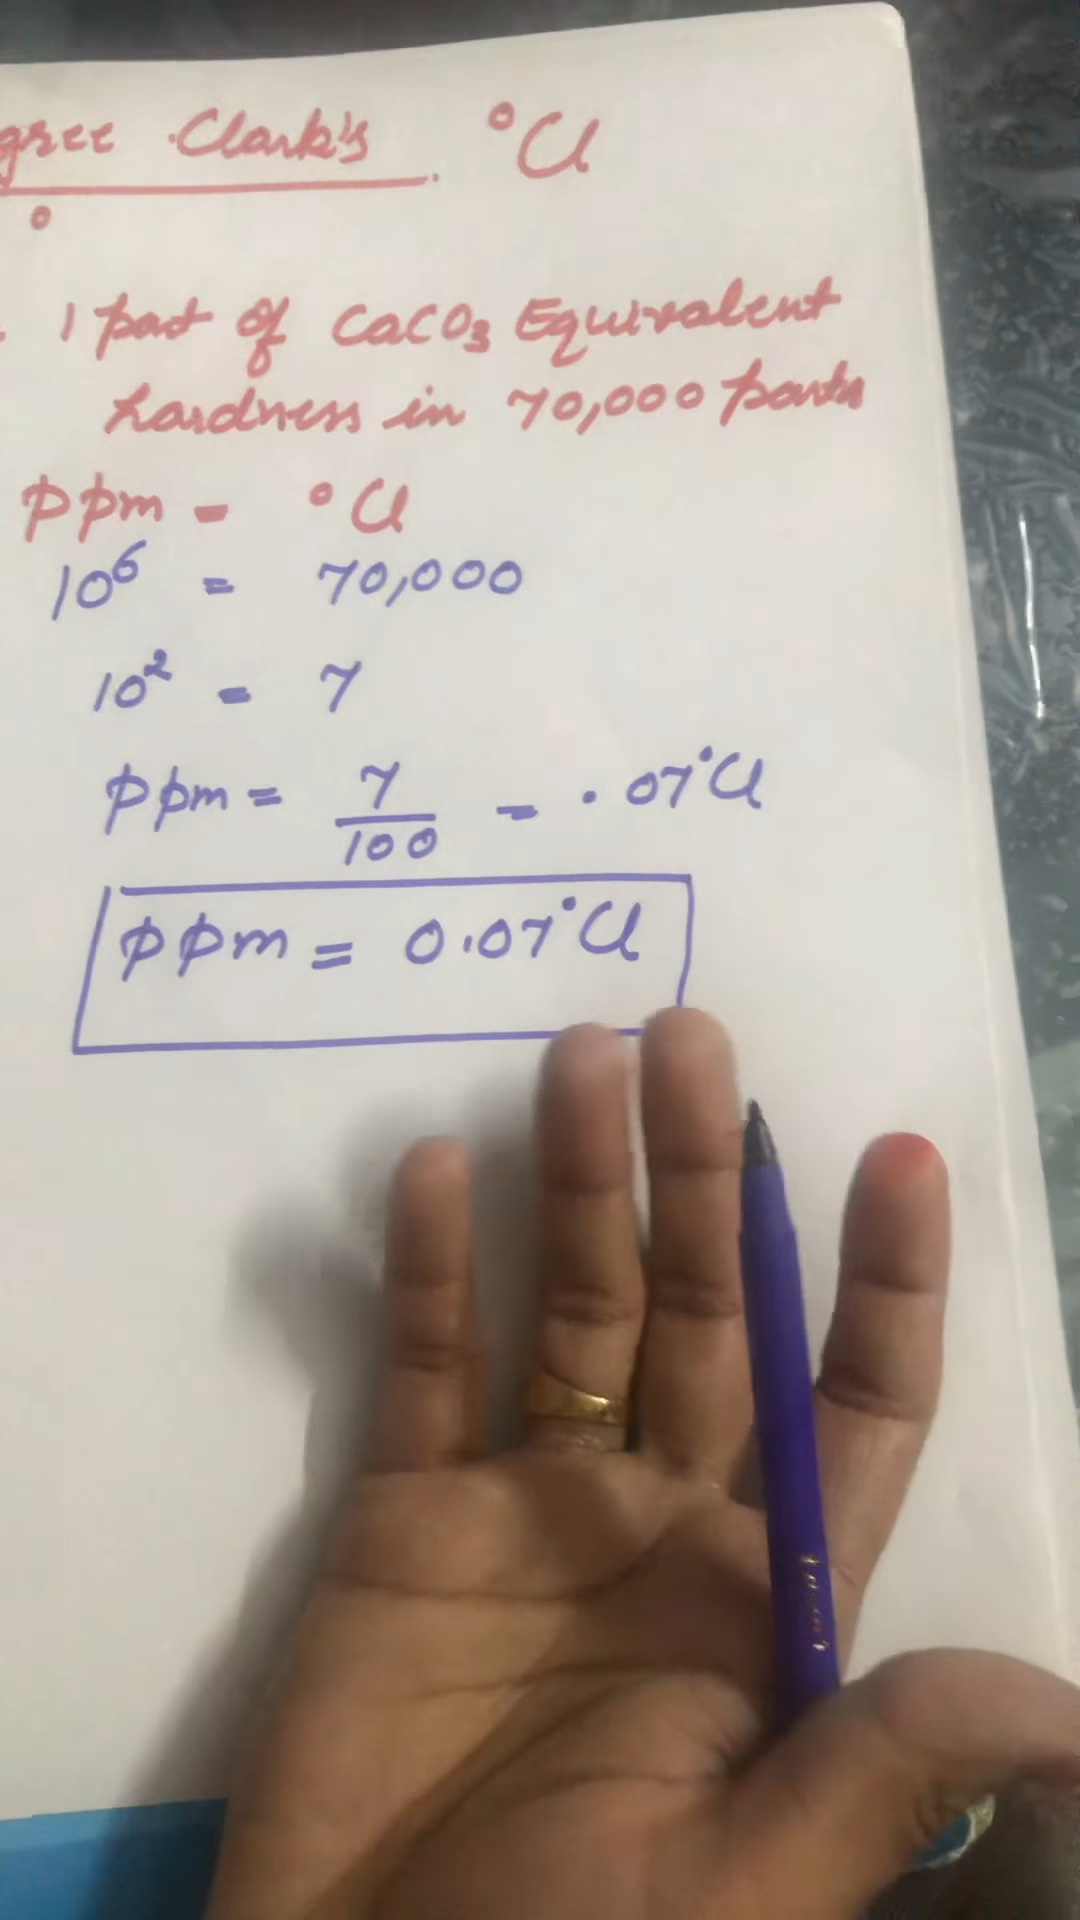 gree Clark's °Cl
1 part of CaCO₃ Equivalent
hardness in 70,000 parts
ppm = °Cl
10⁶ = 70,000
10² = 7
ppm = 7/100 = .07°Cl
ppm = 0.07°Cl